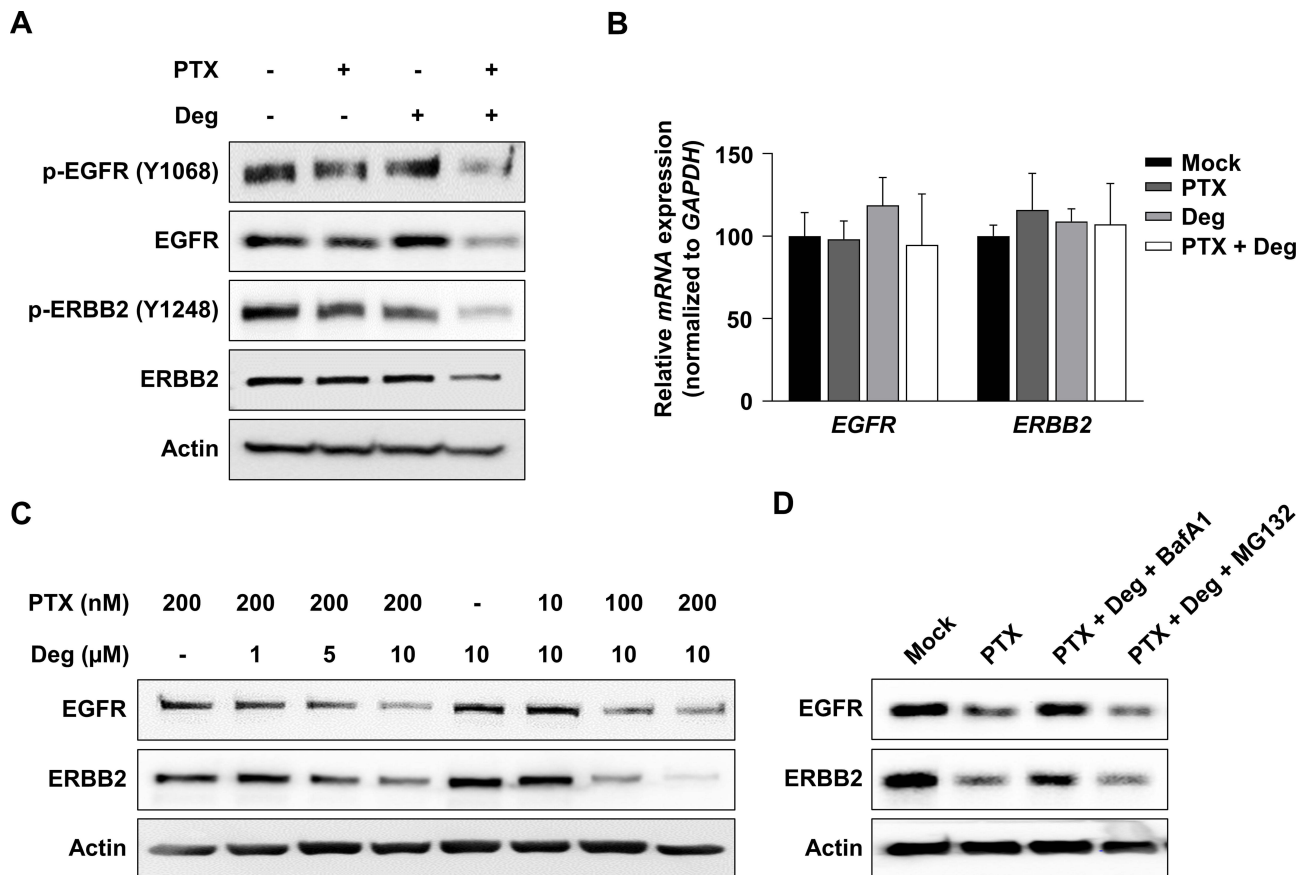 A
PTX - + - +
Deg - - + +
p-EGFR (Y1068)
EGFR
p-ERBB2 (Y1248)
ERBB2
Actin
B
Relative mRNA expression
(normalized to GAPDH)
150
100
50
0
EGFR ERBB2
Mock
PTX
Deg
PTX + Deg
C
PTX (nM) 200 200 200 200 - 10 100 200
Deg (µM) - 1 5 10 10 10 10 10
EGFR
ERBB2
Actin
D
Mock
PTX
PTX + Deg + BafA1
PTX + Deg + MG132
EGFR
ERBB2
Actin